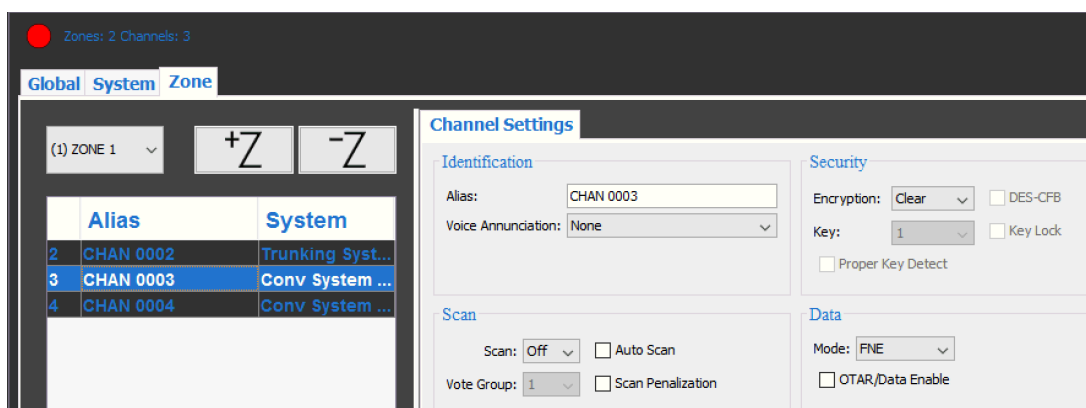 Zones: 2 Channels: 3
Global System Zone
(1) ZONE 1 +Z -Z
Alias System
2 CHAN 0002 Trunking Syst...
3 CHAN 0003 Conv System ...
4 CHAN 0004 Conv System ...
Channel Settings
Identification
Alias: CHAN 0003
Voice Annunciation: None
Security
Encryption: Clear DES-CFB
Key: 1 Key Lock
Proper Key Detect
Scan
Scan: Off Auto Scan
Vote Group: 1 Scan Penalization
Data
Mode: FNE
OTAR/Data Enable